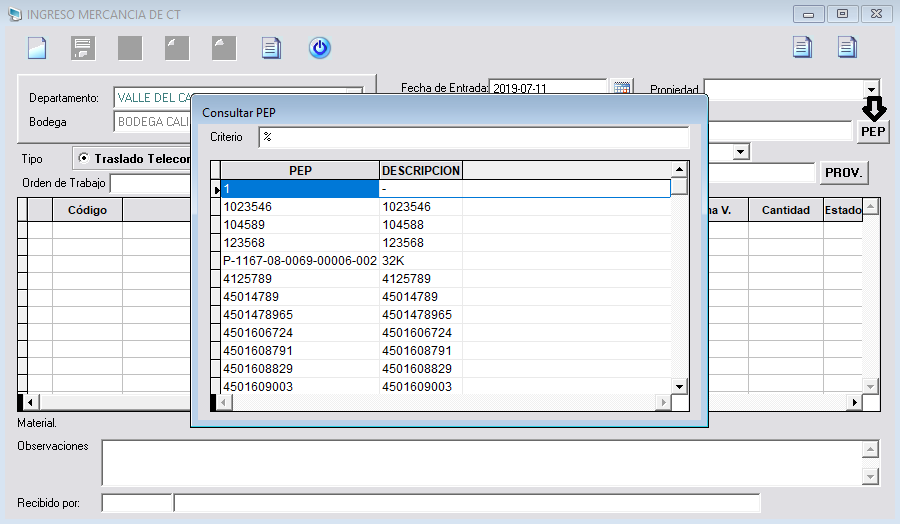 INGRESO MERCANCIA DE CT
Departamento: VALLE DEL CA
Fecha de Entrada: 2019-07-11
Propiedad
Bodega BODEGA CALI
PEP
Tipo Traslado Telecor
Orden de Trabajo
PROV.
Código
a V. Cantidad Estado
Consultar PEP
Criterio %
PEP DESCRIPCION
1 -
1023546 1023546
104589 104588
123568 123568
P-1167-08-0069-00006-002 32K
4125789 4125789
45014789 45014789
4501478965 4501478965
4501606724 4501606724
4501608791 4501608791
4501608829 4501608829
4501609003 4501609003
Material.
Observaciones
Recibido por: